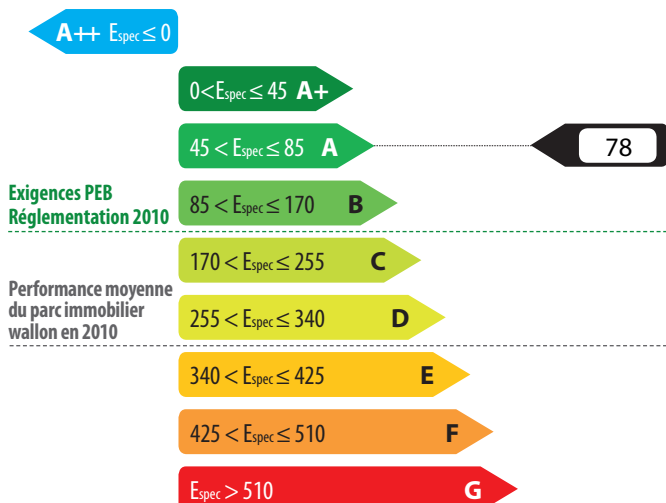 A++ Espec ≤ 0
0<Espec ≤ 45 A+
45 < Espec ≤ 85 A
78
Exigences PEB
Réglementation 2010
85 < Espec ≤ 170 B
170 < Espec ≤ 255 C
Performance moyenne
du parc immobilier
wallon en 2010
255 < Espec ≤ 340 D
340 < Espec ≤ 425 E
425 < Espec ≤ 510 F
Espec > 510 G